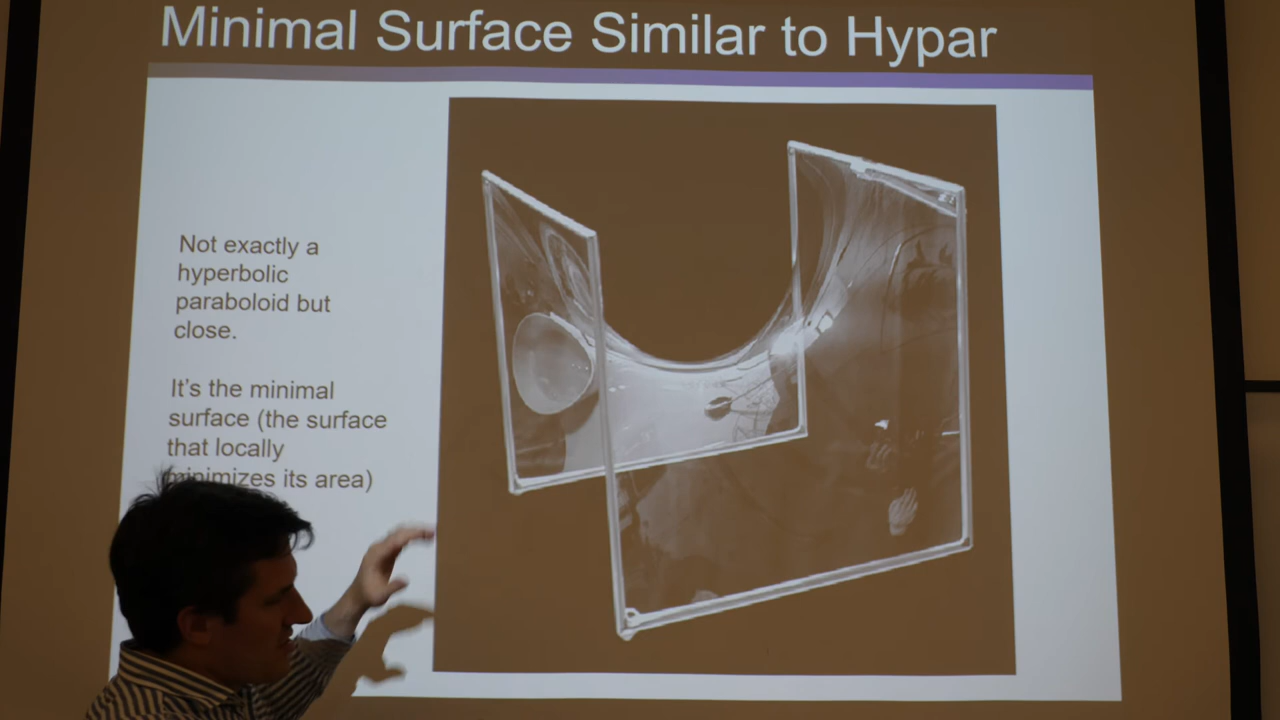 Minimal Surface Similar to Hypar
Not exactly a
hyperbolic
paraboloid but
close.
It's the minimal
surface (the surface
that locally
minimizes its area)